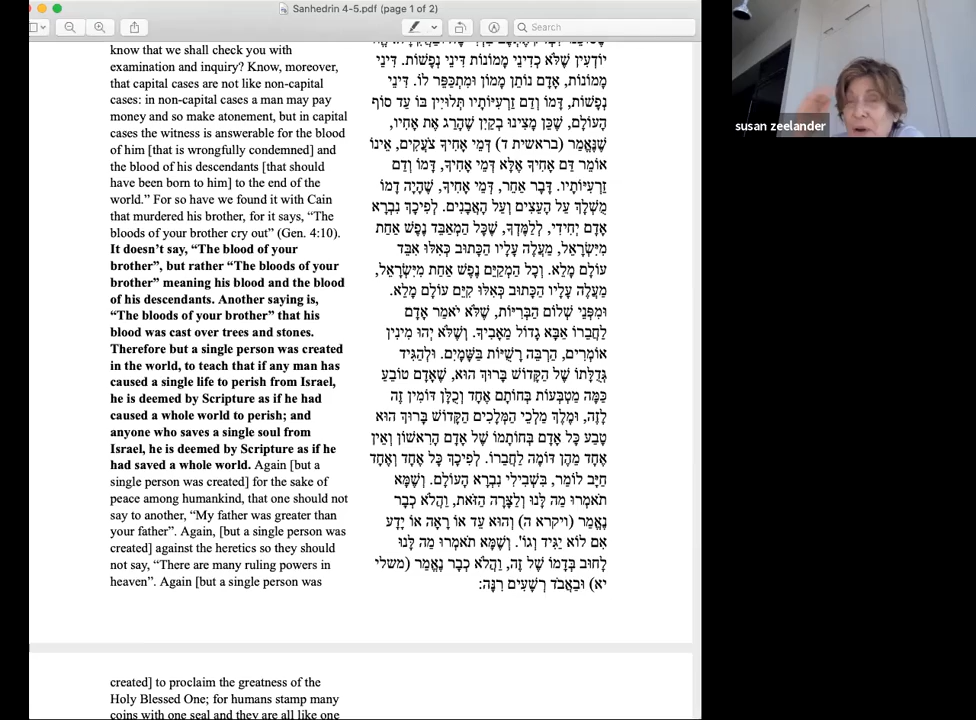 Sanhedrin 4-5.pdf (page 1 of 2)
Search
know that we shall check you with
examination and inquiry? Know, moreover,
that capital cases are not like non-capital
cases: in non-capital cases a man may pay
money and so make atonement, but in capital
cases the witness is answerable for the blood
of him [that is wrongfully condemned] and
the blood of his descendants [that should
have been born to him] to the end of the
world.” For so have we found it with Cain
that murdered his brother, for it says, “The
bloods of your brother cry out” (Gen. 4:10).
It doesn’t say, “The blood of your
brother”, but rather “The bloods of your
brother” meaning his blood and the blood
of his descendants. Another saying is,
“The bloods of your brother” that his
blood was cast over trees and stones.
Therefore but a single person was created
in the world, to teach that if any man has
caused a single life to perish from Israel,
he is deemed by Scripture as if he had
caused a whole world to perish; and
anyone who saves a single soul from
Israel, he is deemed by Scripture as if he
had saved a whole world. Again [but a
single person was created] for the sake of
peace among humankind, that one should not
say to another, “My father was greater than
your father”. Again, [but a single person was
created] against the heretics so they should
not say, “There are many ruling powers in
heaven”. Again [but a single person was
יוֹדְעִין שֶׁלֹּא כְדִינֵי מָמוֹנוֹת דִּינֵי נְפָשׁוֹת. דִּינֵי
מָמוֹנוֹת, אָדָם נוֹתֵן מָמוֹן וּמִתְכַּפֵּר לוֹ. דִּינֵי
נְפָשׁוֹת, דָּמוֹ וְדַם זַרְעִיּוֹתָיו תְּלוּיִין בּוֹ עַד סוֹף
הָעוֹלָם, שֶׁכֵּן מָצִינוּ בְקַיִן שֶׁהָרַג אֶת אָחִיו,
שֶׁנֶּאֱמַר (בראשית ד) דְּמֵי אָחִיךָ צֹעֲקִים, אֵינוֹ
אוֹמֵר דַּם אָחִיךָ אֶלָּא דְּמֵי אָחִיךָ, דָּמוֹ וְדַם
זַרְעִיּוֹתָיו. דָּבָר אַחֵר, דְּמֵי אָחִיךָ, שֶׁהָיָה דָמוֹ
מֻשְׁלָךְ עַל הָעֵצִים וְעַל הָאֲבָנִים. לְפִיכָךְ נִבְרָא
אָדָם יְחִידִי, לְלַמֶּדְךָ, שֶׁכָּל הַמְאַבֵּד נֶפֶשׁ אַחַת
מִיִּשְׂרָאֵל, מַעֲלֶה עָלָיו הַכָּתוּב כְּאִלּוּ אִבֵּד
עוֹלָם מָלֵא. וְכָל הַמְקַיֵּם נֶפֶשׁ אַחַת מִיִּשְׂרָאֵל,
מַעֲלֶה עָלָיו הַכָּתוּב כְּאִלּוּ קִיֵּם עוֹלָם מָלֵא.
וּמִפְּנֵי שְׁלוֹם הַבְּרִיּוֹת, שֶׁלֹּא יֹאמַר אָדָם
לַחֲבֵרוֹ אַבָּא גָדוֹל מֵאָבִיךָ. וְשֶׁלֹּא יְהוּ מִינִין
אוֹמְרִים, הַרְבֵּה רָשֻׁיּוֹת בַּשָּׁמָיִם. וּלְהַגִּיד
גְּדֻלָּתוֹ שֶׁל הַקָּדוֹשׁ בָּרוּךְ הוּא, שֶׁאָדָם טוֹבֵעַ
כַּמָּה מַטְבְּעוֹת בְּחוֹתָם אֶחָד וְכֻלָּן דּוֹמִין זֶה
לָזֶה, וּמֶלֶךְ מַלְכֵי הַמְּלָכִים הַקָּדוֹשׁ בָּרוּךְ הוּא
טָבַע כָּל אָדָם בְּחוֹתָמוֹ שֶׁל אָדָם הָרִאשׁוֹן וְאֵין
אֶחָד מֵהֶן דּוֹמֶה לַחֲבֵרוֹ. לְפִיכָךְ כָּל אֶחָד וְאֶחָד
חַיָּב לוֹמַר, בִּשְׁבִילִי נִבְרָא הָעוֹלָם. וְשֶׁמָּא
תֹאמְרוּ מַה לָּנוּ וְלַצָּרָה הַזֹּאת, וַהֲלֹא כְבָר
נֶאֱמַר (ויקרא ה) וְהוּא עֵד אוֹ רָאָה אוֹ יָדָע
אִם לוֹא יַגִּיד וְגוֹ'. וְשֶׁמָּא תֹאמְרוּ מַה לָּנוּ
לָחוּב בְּדָמוֹ שֶׁל זֶה, וַהֲלֹא כְבָר נֶאֱמַר (משלי
יא) וּבַאֲבֹד רְשָׁעִים רִנָּה:
created] to proclaim the greatness of the
Holy Blessed One; for humans stamp many
coins with one seal and they are all like one
susan zeelander